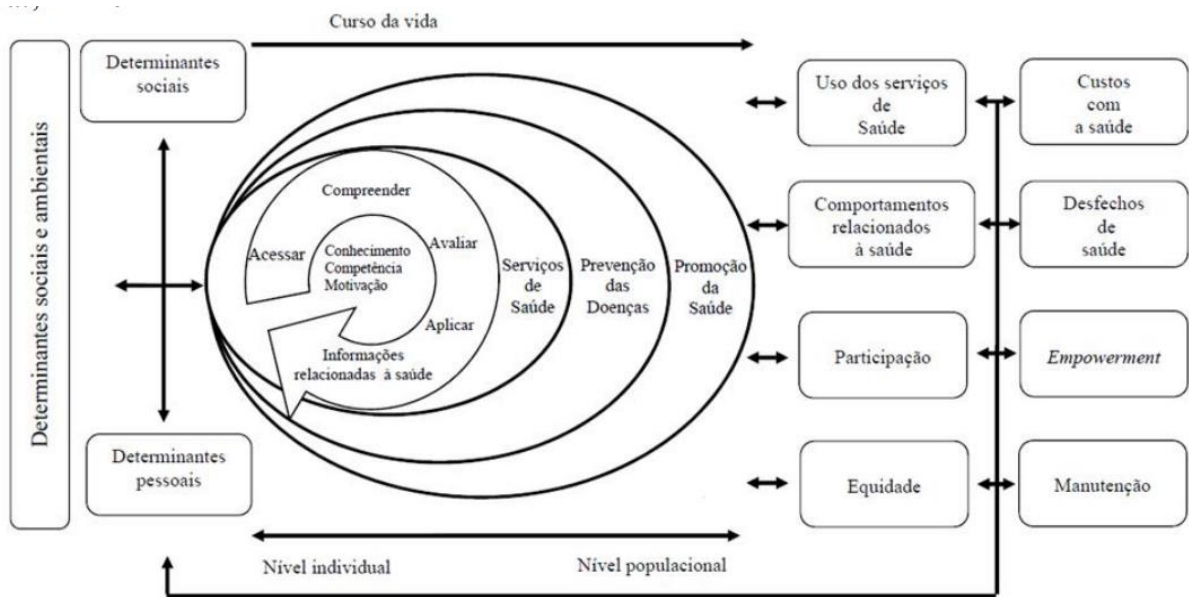 Curso da vida
Determinantes sociais e ambientais
Determinantes
sociais
Determinantes
pessoais
Compreender
Acessar
Avaliar
Conhecimento
Competência
Motivação
Aplicar
Informações
relacionadas à saúde
Serviços
de
Saúde
Prevenção
das
Doenças
Promoção
da
Saúde
Uso dos serviços
de
Saúde
Custos
com
a saúde
Comportamentos
relacionados
à saúde
Desfechos
de
saúde
Participação
Empowerment
Equidade
Manutenção
Nível individual
Nível populacional